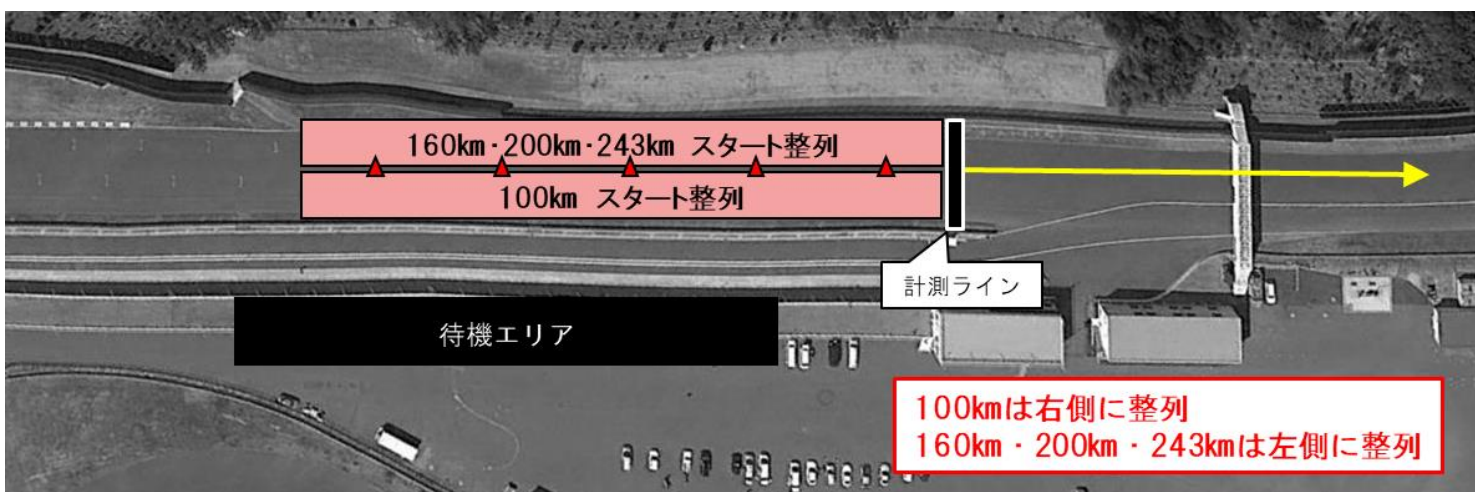 160km・200km・243km スタート整列
100km スタート整列
計測ライン
待機エリア
100kmは右側に整列
160km・200km・243kmは左側に整列